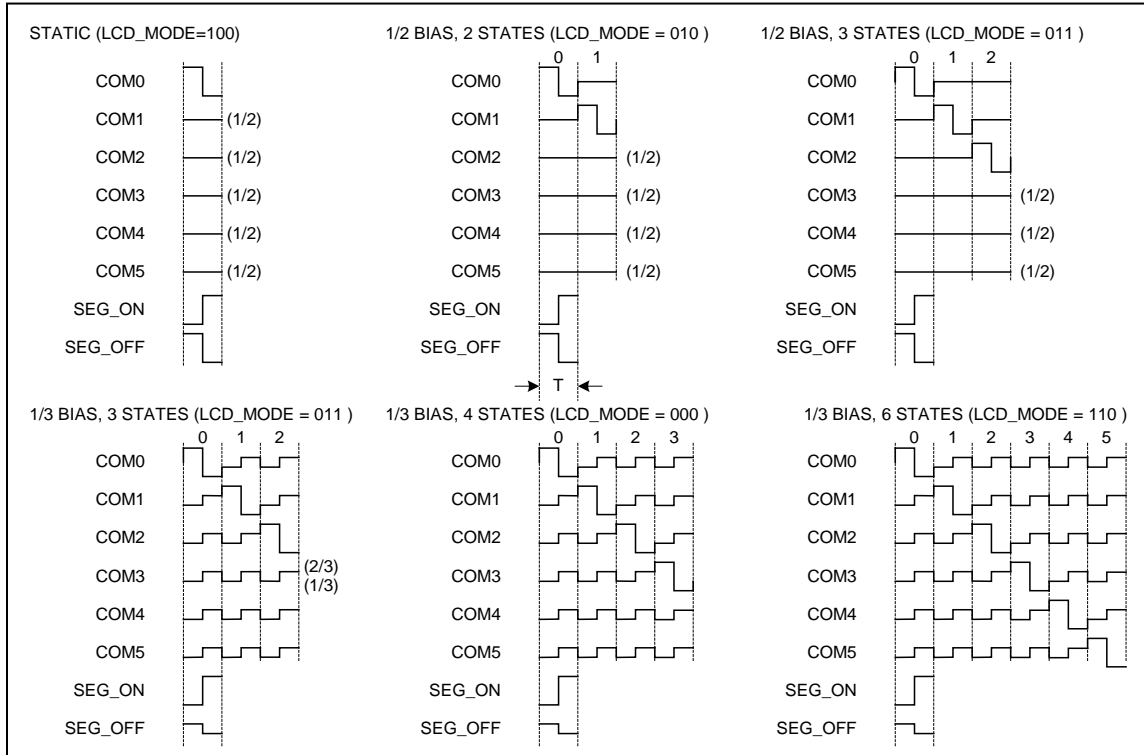 STATIC (LCD_MODE=100)
COM0
COM1 (1/2)
COM2 (1/2)
COM3 (1/2)
COM4 (1/2)
COM5 (1/2)
SEG_ON
SEG_OFF
1/2 BIAS, 2 STATES (LCD_MODE = 010 )
0 1
COM0
COM1
COM2 (1/2)
COM3 (1/2)
COM4 (1/2)
COM5 (1/2)
SEG_ON
SEG_OFF
T
1/2 BIAS, 3 STATES (LCD_MODE = 011 )
0 1 2
COM0
COM1
COM2
COM3 (1/2)
COM4 (1/2)
COM5 (1/2)
SEG_ON
SEG_OFF
1/3 BIAS, 3 STATES (LCD_MODE = 011 )
0 1 2
COM0
COM1
COM2
(2/3)
COM3
(1/3)
COM4
COM5
SEG_ON
SEG_OFF
1/3 BIAS, 4 STATES (LCD_MODE = 000 )
0 1 2 3
COM0
COM1
COM2
COM3
COM4
COM5
SEG_ON
SEG_OFF
1/3 BIAS, 6 STATES (LCD_MODE = 110 )
0 1 2 3 4 5
COM0
COM1
COM2
COM3
COM4
COM5
SEG_ON
SEG_OFF